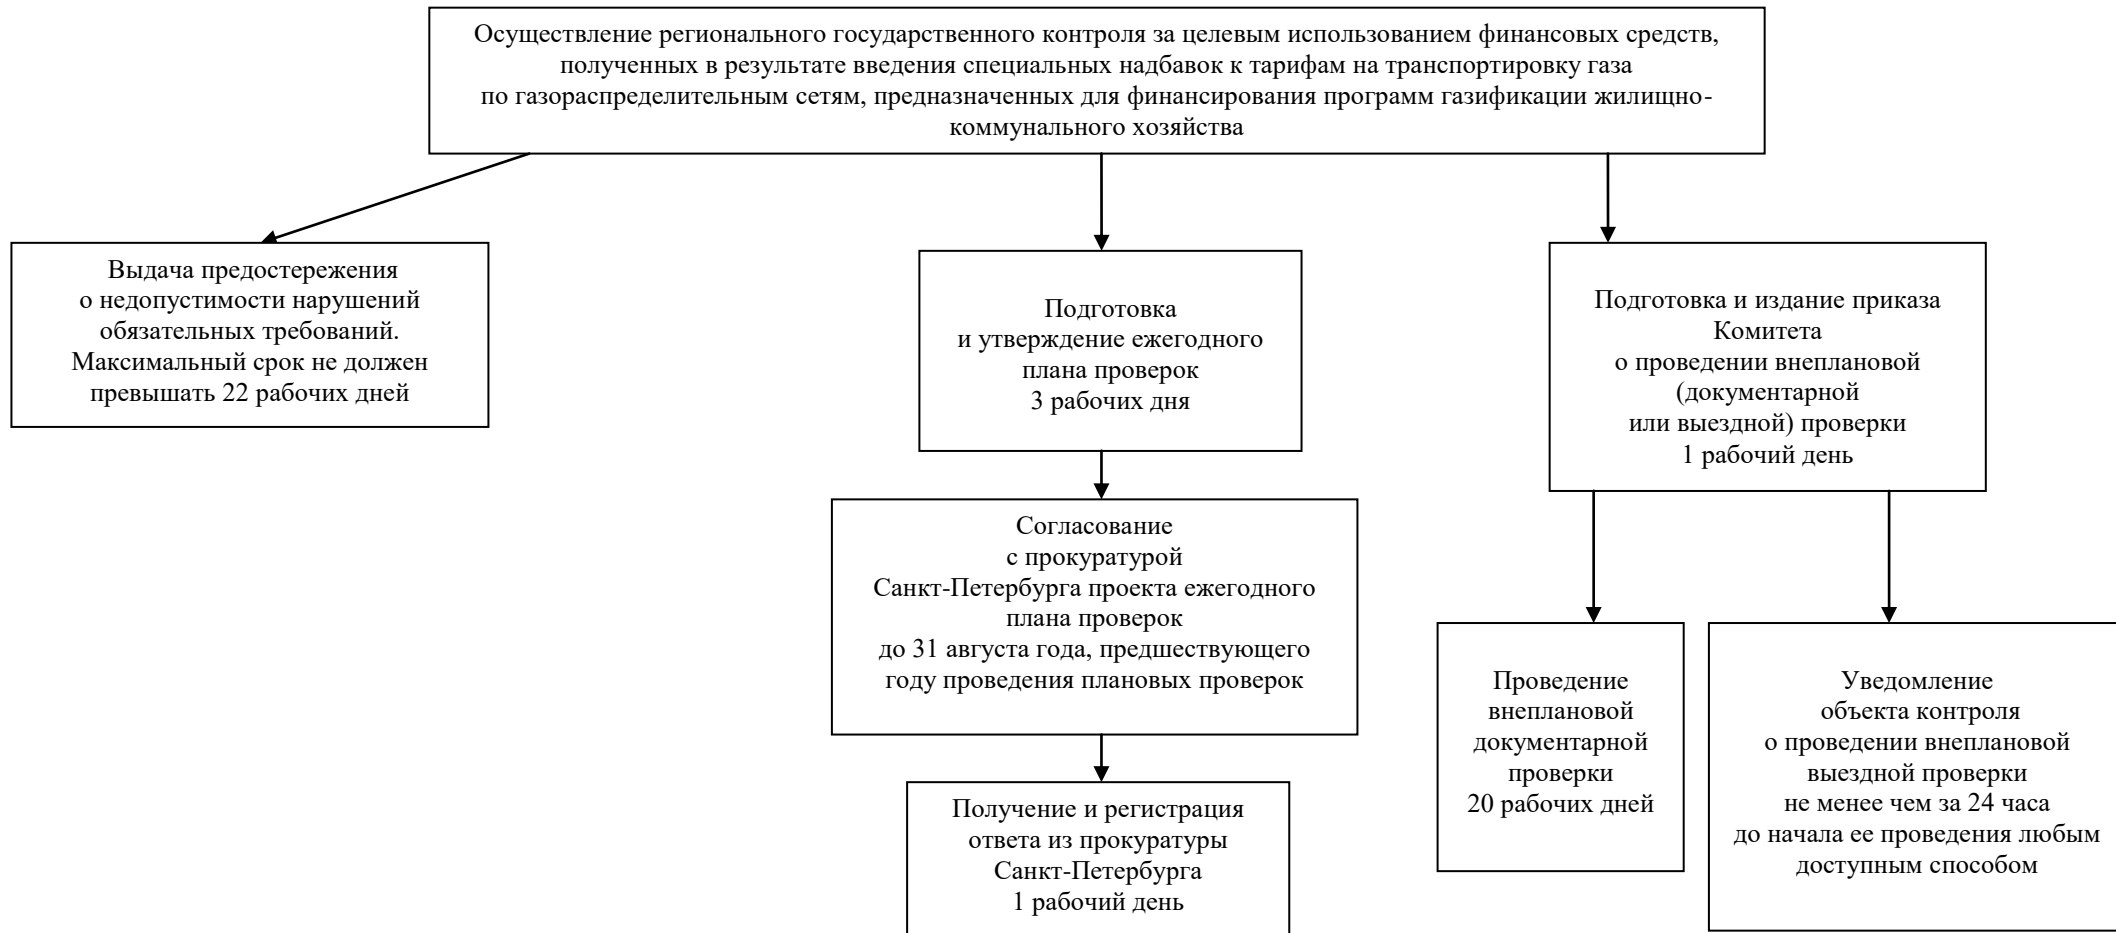 Осуществление регионального государственного контроля за целевым использованием финансовых средств,
полученных в результате введения специальных надбавок к тарифам на транспортировку газа
по газораспределительным сетям, предназначенных для финансирования программ газификации жилищно-
коммунального хозяйства
Выдача предостережения
о недопустимости нарушений
обязательных требований.
Максимальный срок не должен
превышать 22 рабочих дней
Подготовка
и утверждение ежегодного
плана проверок
3 рабочих дня
Подготовка и издание приказа
Комитета
о проведении внеплановой
(документарной
или выездной) проверки
1 рабочий день
Согласование
с прокуратурой
Санкт-Петербурга проекта ежегодного
плана проверок
до 31 августа года, предшествующего
году проведения плановых проверок
Проведение
внеплановой
документарной
проверки
20 рабочих дней
Уведомление
объекта контроля
о проведении внеплановой
выездной проверки
не менее чем за 24 часа
до начала ее проведения любым
доступным способом
Получение и регистрация
ответа из прокуратуры
Санкт-Петербурга
1 рабочий день